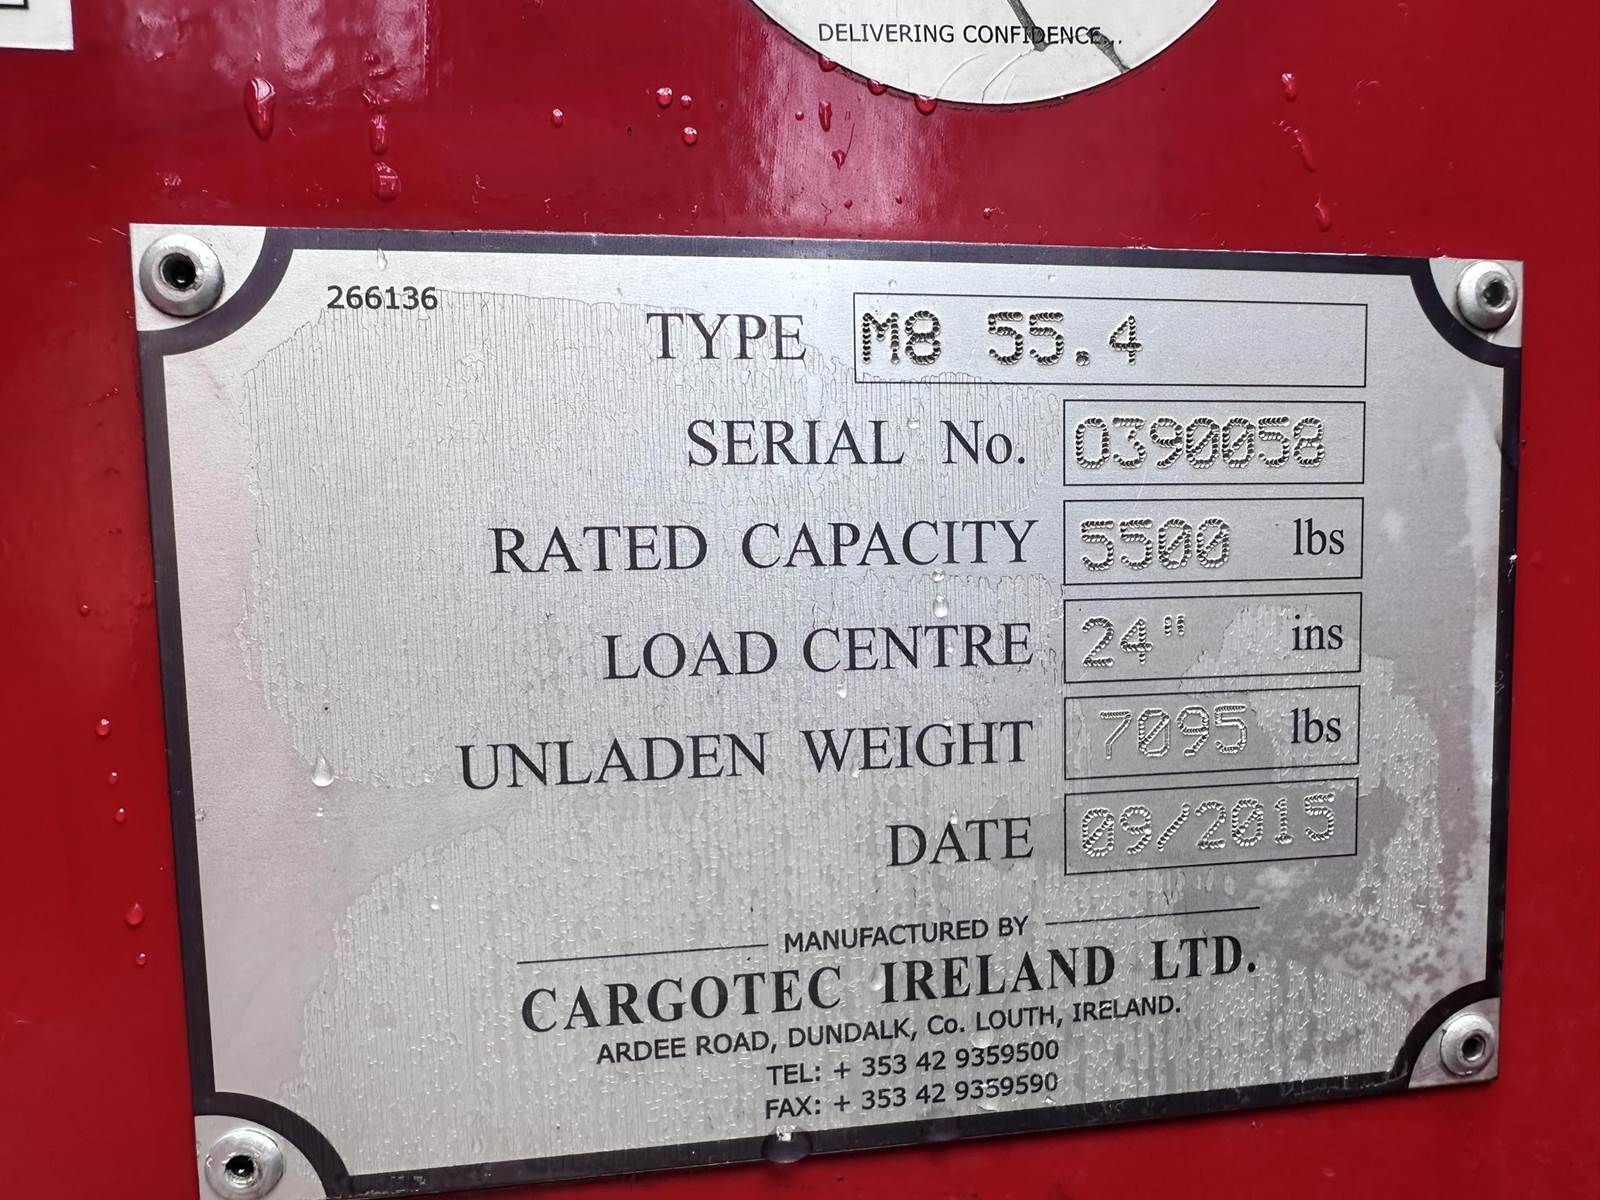 DELIVERING CONFIDENCE...
266136
TYPE M8 55.4
SERIAL No. 0390058
RATED CAPACITY 5500 lbs
LOAD CENTRE 24" ins
UNLADEN WEIGHT 7095 lbs
DATE 09/2015
MANUFACTURED BY
CARGOTEC IRELAND LTD.
ARDEE ROAD, DUNDALK, Co. LOUTH, IRELAND.
TEL: + 353 42 9359500
FAX: + 353 42 9359590